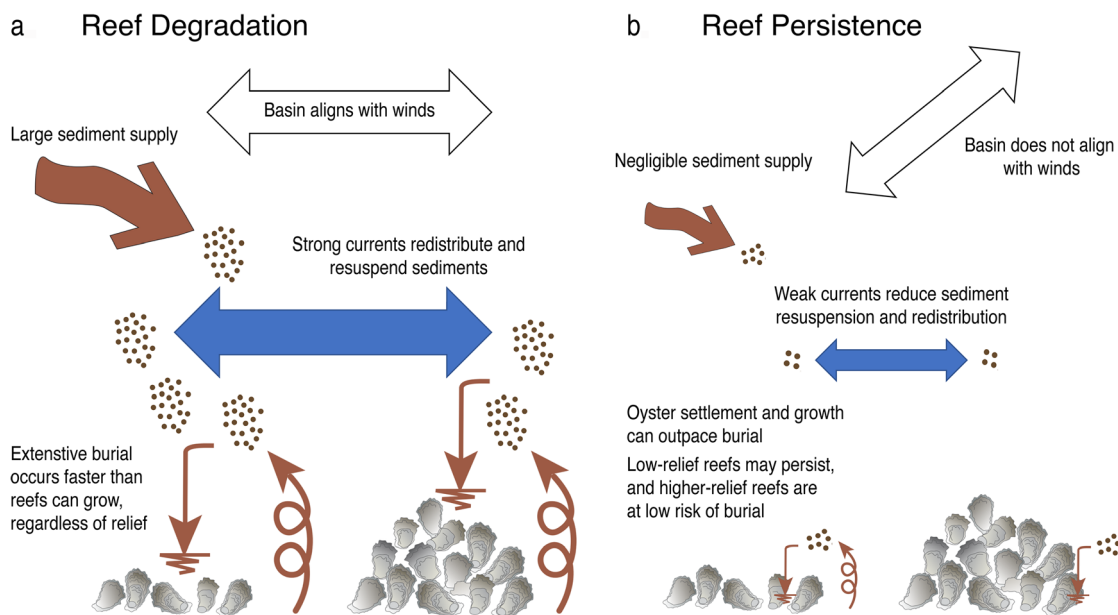 a Reef Degradation
Basin aligns with winds
Large sediment supply
Strong currents redistribute and
resuspend sediments
Extenstive burial
occurs faster than
reefs can grow,
regardless of relief
b Reef Persistence
Basin does not align
with winds
Negligible sediment supply
Weak currents reduce sediment
resuspension and redistribution
Oyster settlement and growth
can outpace burial
Low-relief reefs may persist,
and higher-relief reefs are
at low risk of burial